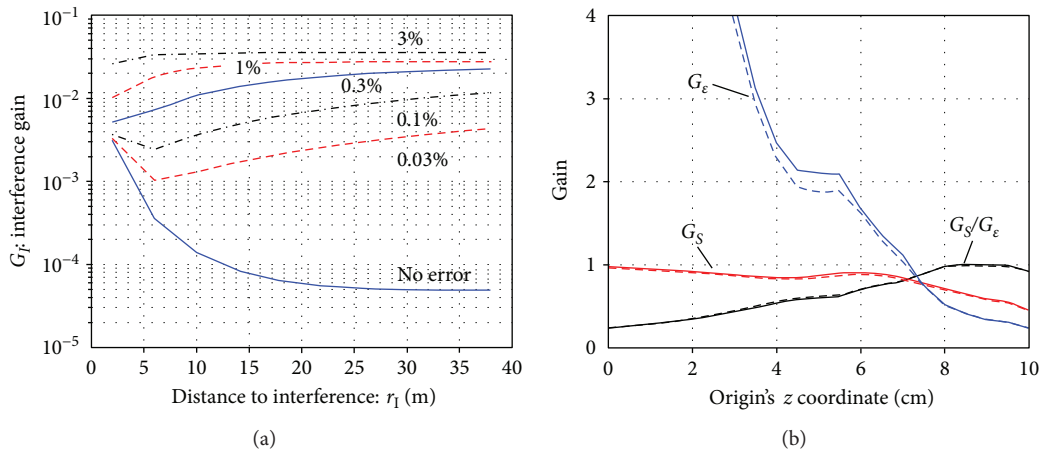 10⁻¹
10⁻²
10⁻³
10⁻⁴
10⁻⁵
G_I: interference gain
3%
1%
0.3%
0.1%
0.03%
No error
0 5 10 15 20 25 30 35 40
Distance to interference: r_I (m)
(a)
4
3
2
1
0
Gain
G_ε
G_S
G_S/G_ε
0 2 4 6 8 10
Origin's z coordinate (cm)
(b)